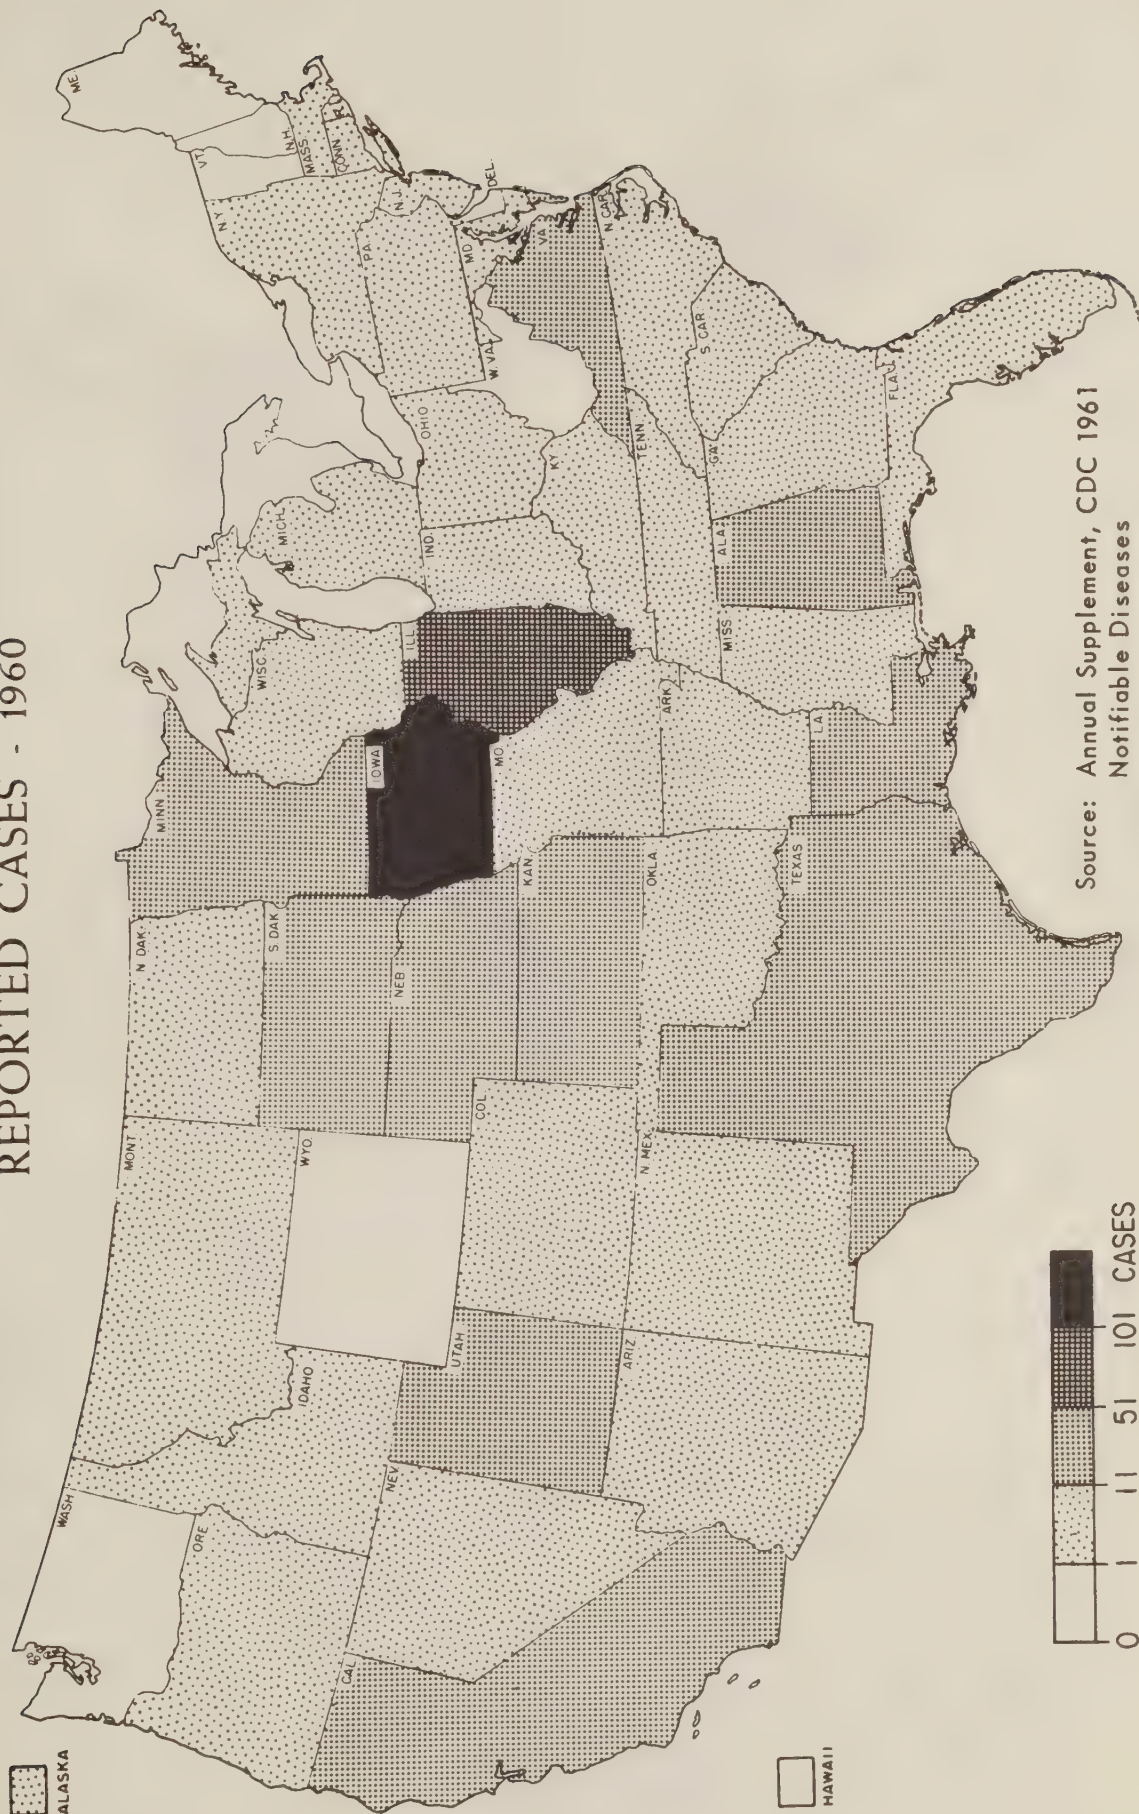 REPORTED CASES - 1960
ALASKA
HAWAII
WASH
ORE
CAL
NEV
IDAHO
MONT
WYO.
UTAH
ARIZ
COL
N MEX.
N DAK.
S DAK
NEB
KAN.
OKLA
TEXAS
MINN
IOWA
MO.
ARK
LA.
WISC.
ILL.
MICH.
IND.
OHIO
KY
TENN.
MISS
ALA.
GA
FLA.
S CAR
N CAR.
VA.
W. VA.
MD
DEL.
PA.
N.J.
N.Y.
CONN
R.I.
MASS.
VT.
N.H.
ME.
0 1 11 51 101 CASES
Source: Annual Supplement, CDC 1961
Notifiable Diseases